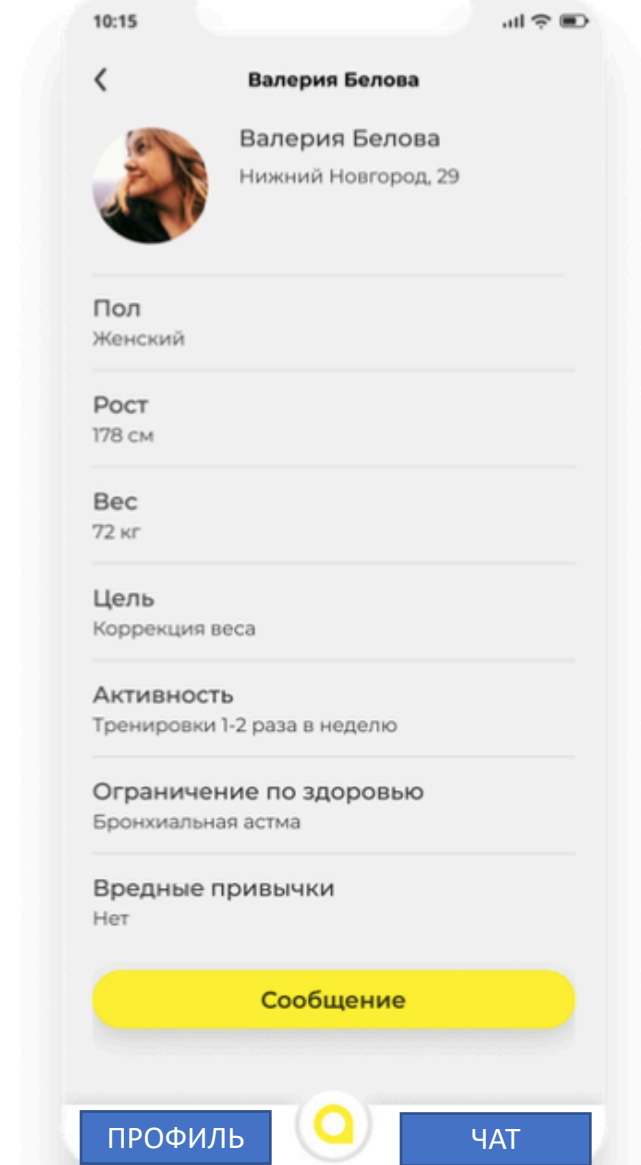 10:15
Валерия Белова
Валерия Белова
Нижний Новгород, 29
Пол
Женский
Рост
178 см
Вес
72 кг
Цель
Коррекция веса
Активность
Тренировки 1-2 раза в неделю
Ограничение по здоровью
Бронхиальная астма
Вредные привычки
Нет
Сообщение
ПРОФИЛЬ
ЧАТ